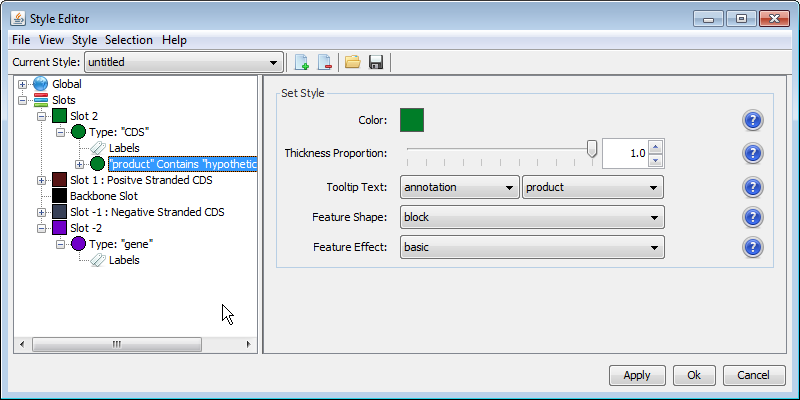 Style Editor
File View Style Selection Help
Current Style: untitled
Global
Slots
Slot 2
Type: "CDS"
Labels
"product" Contains "hypothetic
Slot 1 : Positve Stranded CDS
Backbone Slot
Slot -1 : Negative Stranded CDS
Slot -2
Type: "gene"
Labels
Set Style
Color: ?
Thickness Proportion: 1.0 ?
Tooltip Text: annotation product ?
Feature Shape: block ?
Feature Effect: basic ?
Apply Ok Cancel